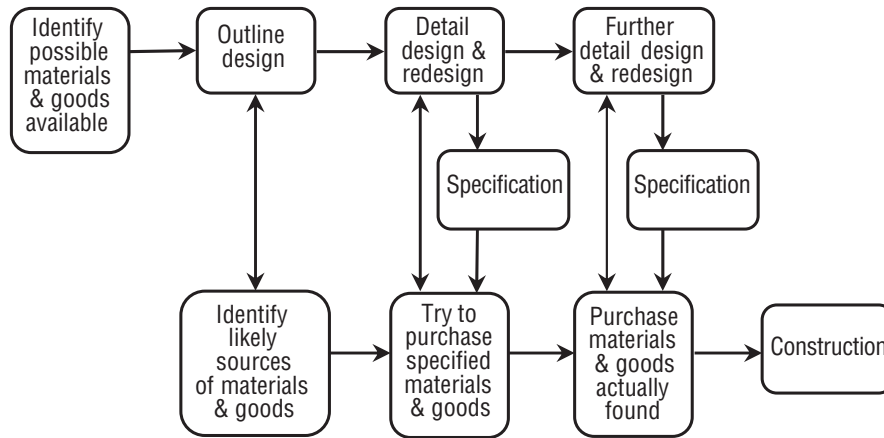 Identify
possible
materials
& goods
available
Outline
design
Detail
design &
redesign
Further
detail design
& redesign
Specification
Specification
Identify
likely
sources
of materials
& goods
Try to
purchase
specified
materials
& goods
Purchase
materials
& goods
actually
found
Construction